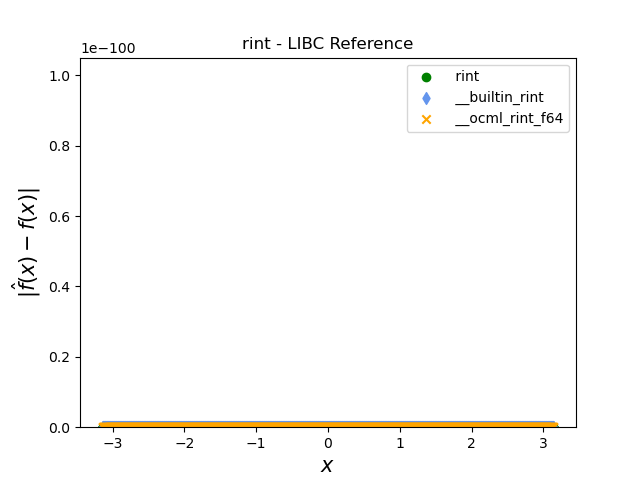 rint - LIBC Reference
1e−100
1.0
0.8
0.6
0.4
0.2
0.0
|f̂(x) − f(x)|
rint
__builtin_rint
__ocml_rint_f64
−3
−2
−1
0
1
2
3
x